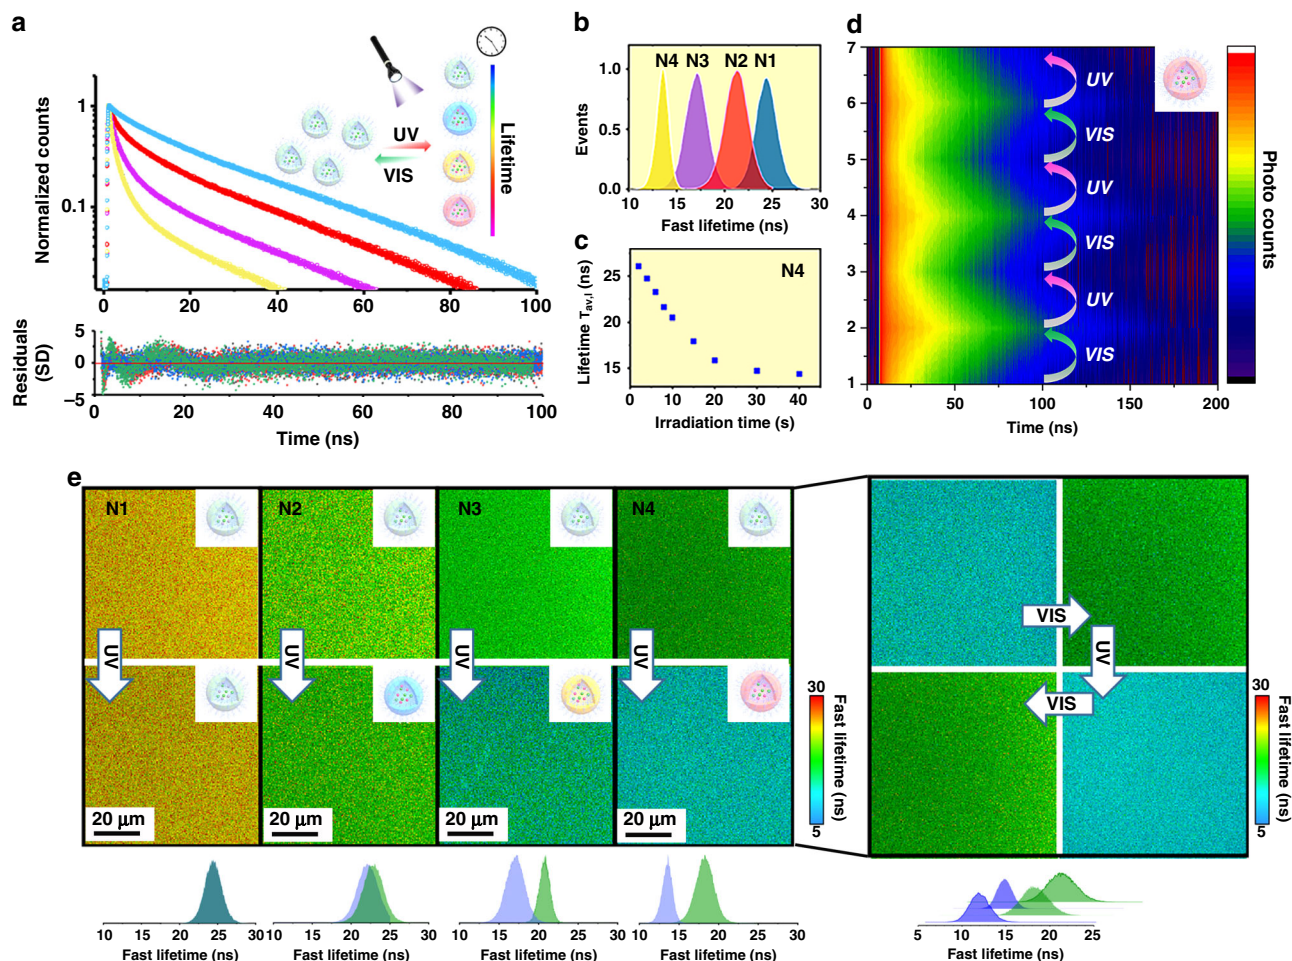 a
Normalized counts
1
0.1
0
20
40
60
80
100
UV
VIS
Lifetime
Residuals
(SD)
5
0
−5
0
20
40
60
80
100
Time (ns)
b
N4
N3
N2
N1
Events
1.0
0.5
0.0
10
15
20
25
30
Fast lifetime (ns)
c
N4
Lifetime Tav,I (ns)
25
20
15
0
10
20
30
40
Irradiation time (s)
d
7
6
5
4
3
2
1
UV
VIS
UV
VIS
UV
VIS
0
50
100
150
200
Time (ns)
Photo counts
e
N1
N2
N3
N4
UV
UV
UV
UV
20 μm
20 μm
20 μm
20 μm
30
5
Fast lifetime (ns)
VIS
UV
VIS
30
5
Fast lifetime (ns)
10 15 20 25 30
10 15 20 25 30
10 15 20 25 30
10 15 20 25 30
Fast lifetime (ns)
Fast lifetime (ns)
Fast lifetime (ns)
Fast lifetime (ns)
5 10 15 20 25
Fast lifetime (ns)